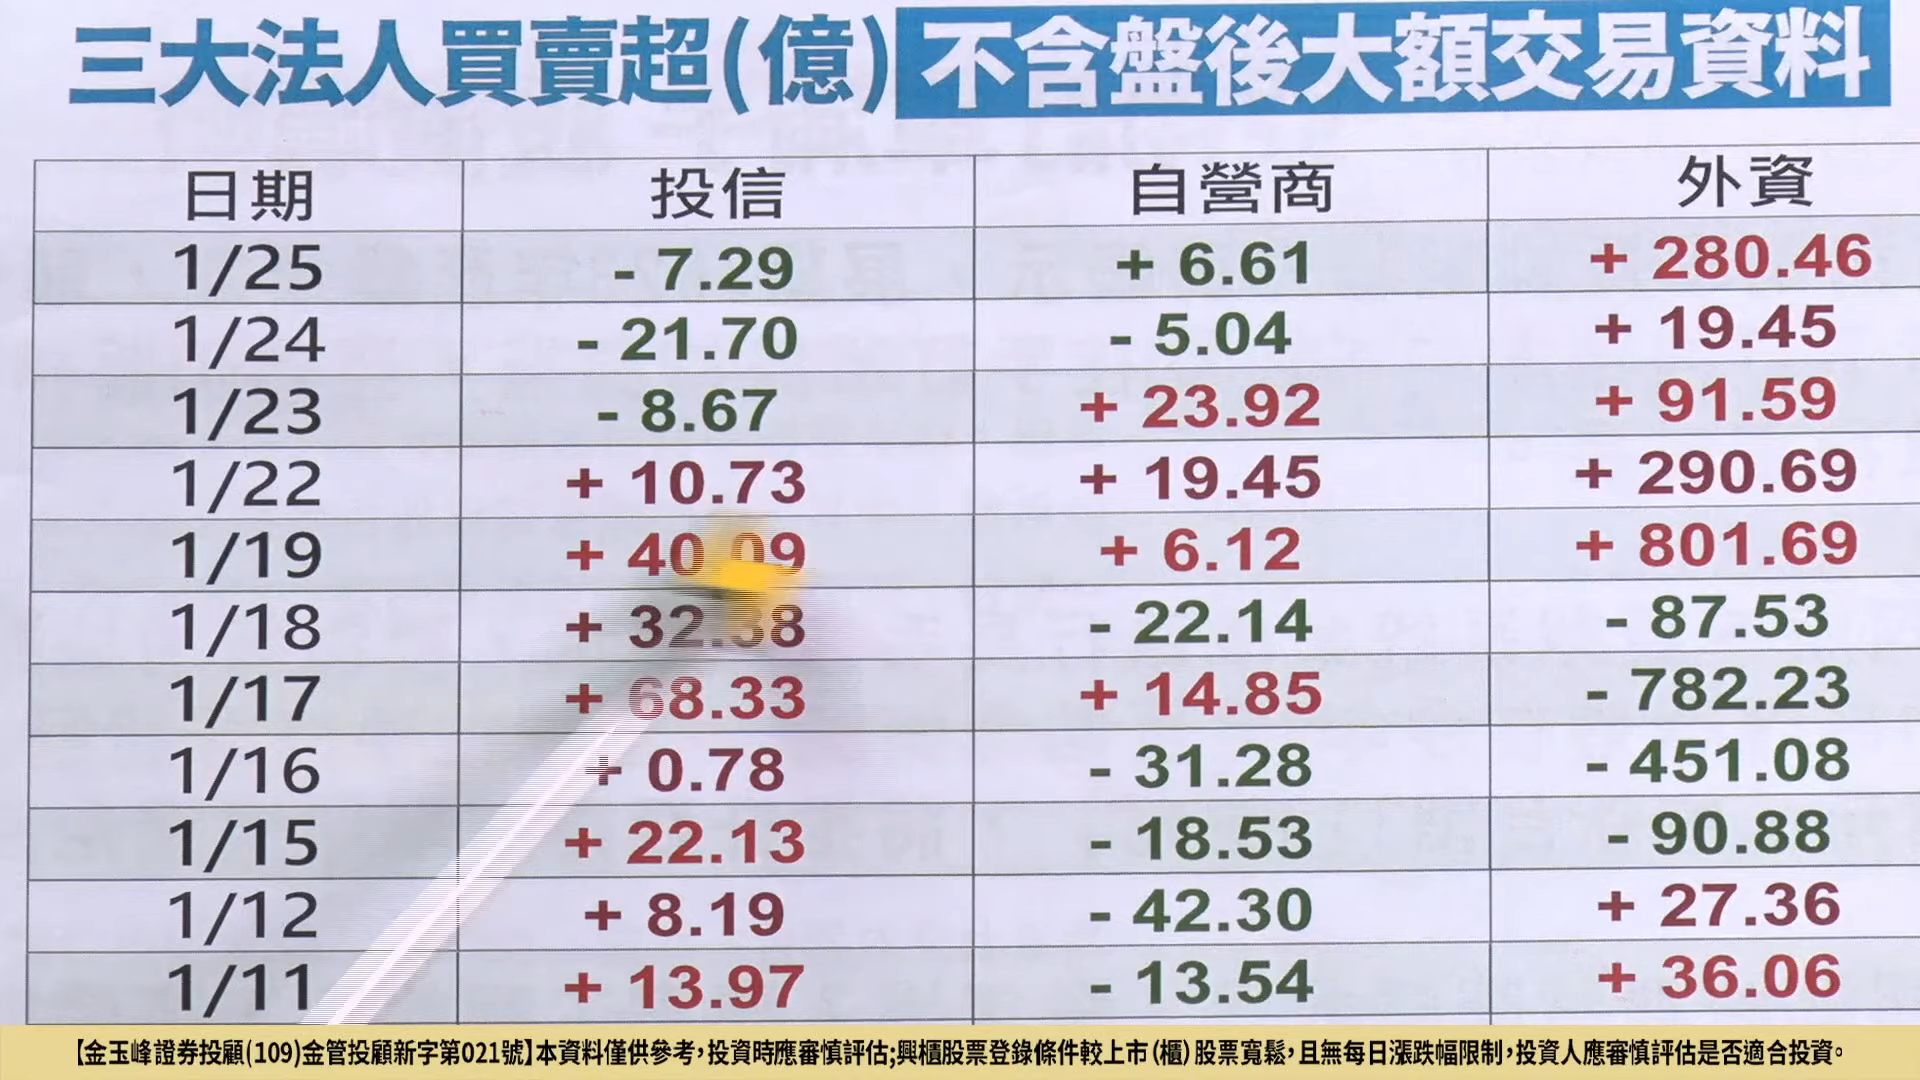 三大法人買賣超(億) 不含盤後大額交易資料
日期 投信 自營商 外資
1/25 - 7.29 + 6.61 + 280.46
1/24 - 21.70 - 5.04 + 19.45
1/23 - 8.67 + 23.92 + 91.59
1/22 + 10.73 + 19.45 + 290.69
1/19 + 40.09 + 6.12 + 801.69
1/18 + 32.38 - 22.14 - 87.53
1/17 + 68.33 + 14.85 - 782.23
1/16 + 0.78 - 31.28 - 451.08
1/15 + 22.13 - 18.53 - 90.88
1/12 + 8.19 - 42.30 + 27.36
1/11 + 13.97 - 13.54 + 36.06
【金玉峰證券投顧(109)金管投顧新字第021號】本資料僅供參考，投資時應審慎評估;興櫃股票登錄條件較上市(櫃)股票寬鬆，且無每日漲跌幅限制，投資人應審慎評估是否適合投資。